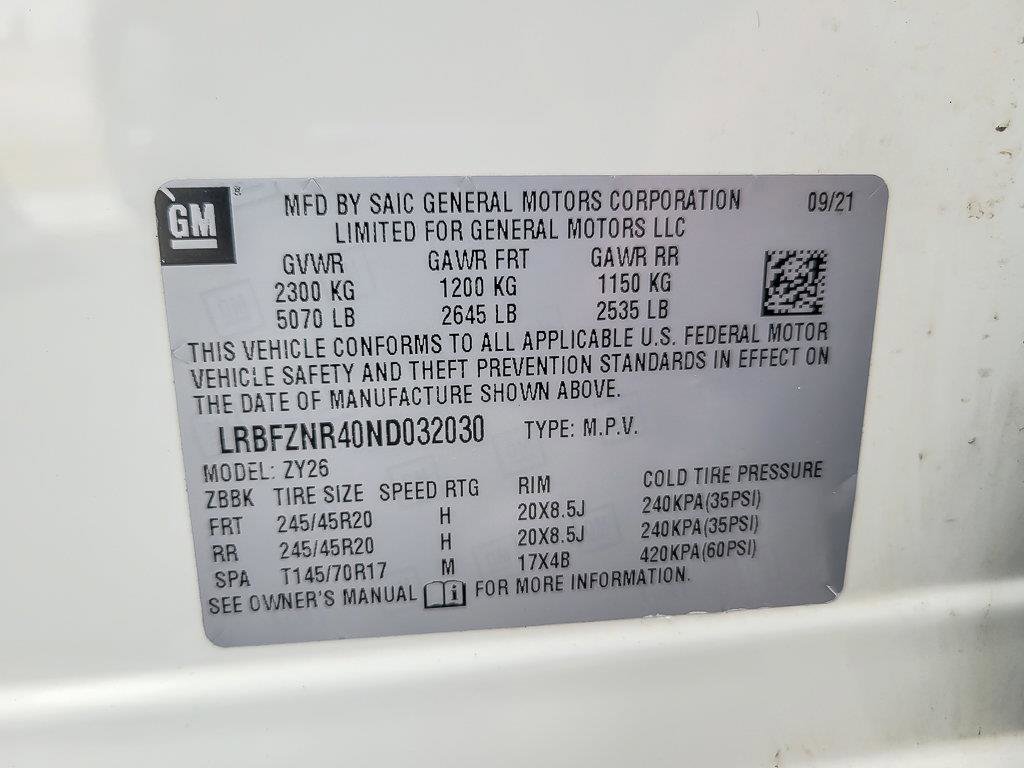 GM
MFD BY SAIC GENERAL MOTORS CORPORATION 09/21
LIMITED FOR GENERAL MOTORS LLC
GVWR GAWR FRT GAWR RR
2300 KG 1200 KG 1150 KG
5070 LB 2645 LB 2535 LB
THIS VEHICLE CONFORMS TO ALL APPLICABLE U.S. FEDERAL MOTOR
VEHICLE SAFETY AND THEFT PREVENTION STANDARDS IN EFFECT ON
THE DATE OF MANUFACTURE SHOWN ABOVE.
LRBFZNR40ND032030 TYPE: M.P.V.
MODEL: ZY26
ZBBK TIRE SIZE SPEED RTG RIM COLD TIRE PRESSURE
FRT 245/45R20 H 20X8.5J 240KPA(35PSI)
RR 245/45R20 H 20X8.5J 240KPA(35PSI)
SPA T145/70R17 M 17X4B 420KPA(60PSI)
SEE OWNER'S MANUAL i FOR MORE INFORMATION.